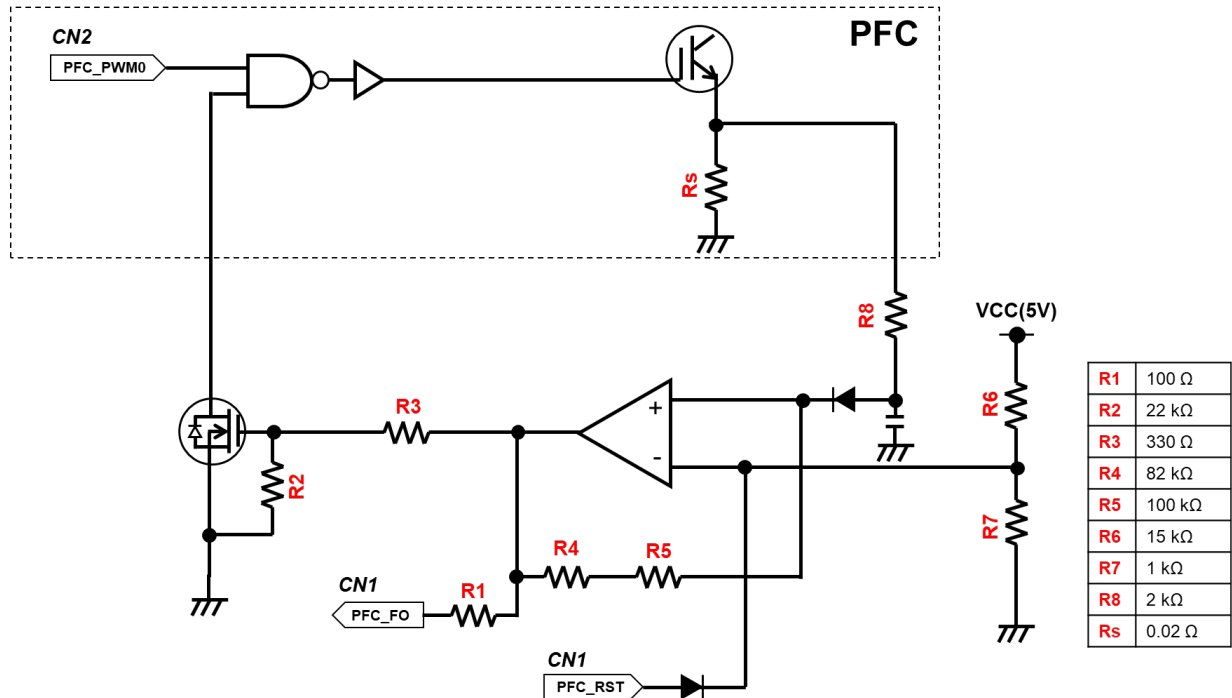 CN2
PFC
PFC_PWM0
Rs
R8
VCC(5V)
R6
R3
+
-
R2
R7
R4
R5
CN1
R1
PFC_FO
CN1
PFC_RST
R1 100 Ω
R2 22 kΩ
R3 330 Ω
R4 82 kΩ
R5 100 kΩ
R6 15 kΩ
R7 1 kΩ
R8 2 kΩ
Rs 0.02 Ω